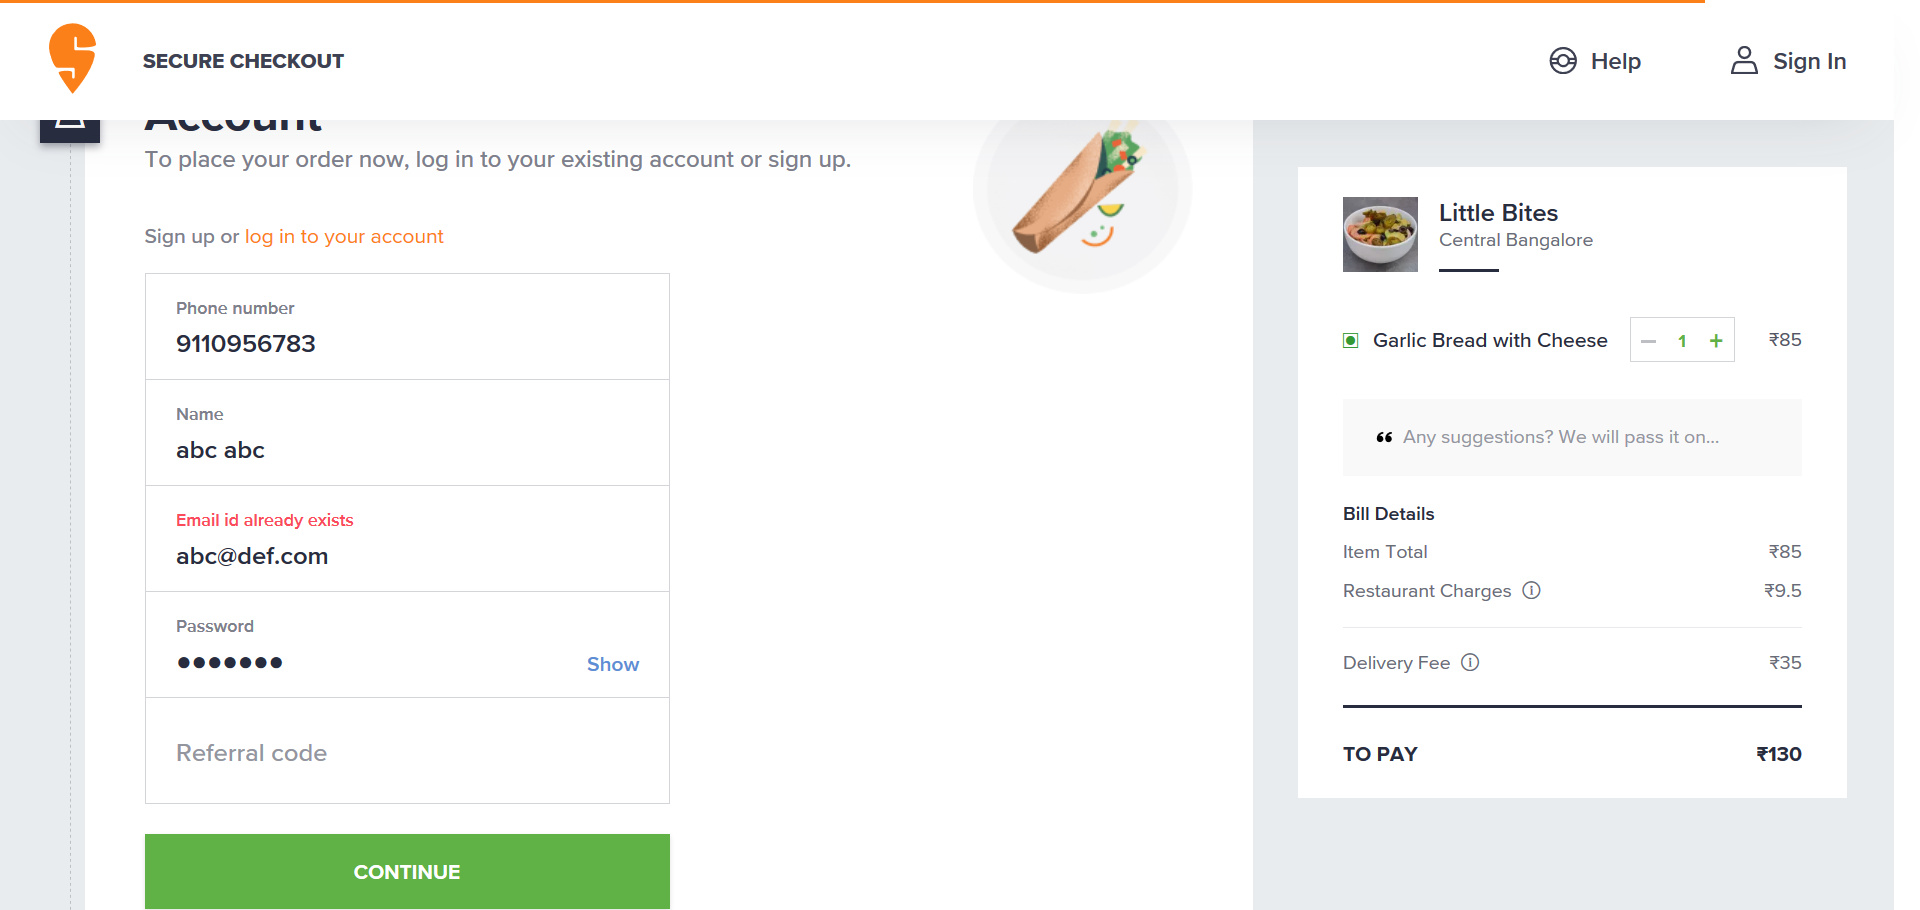 SECURE CHECKOUT
Help
Sign In
Account
To place your order now, log in to your existing account or sign up.
Sign up or log in to your account
Phone number
9110956783
Name
abc abc
Email id already exists
abc@def.com
Password
Show
Referral code
CONTINUE
Little Bites
Central Bangalore
Garlic Bread with Cheese
1
₹85
Any suggestions? We will pass it on...
Bill Details
Item Total ₹85
Restaurant Charges ₹9.5
Delivery Fee ₹35
TO PAY ₹130